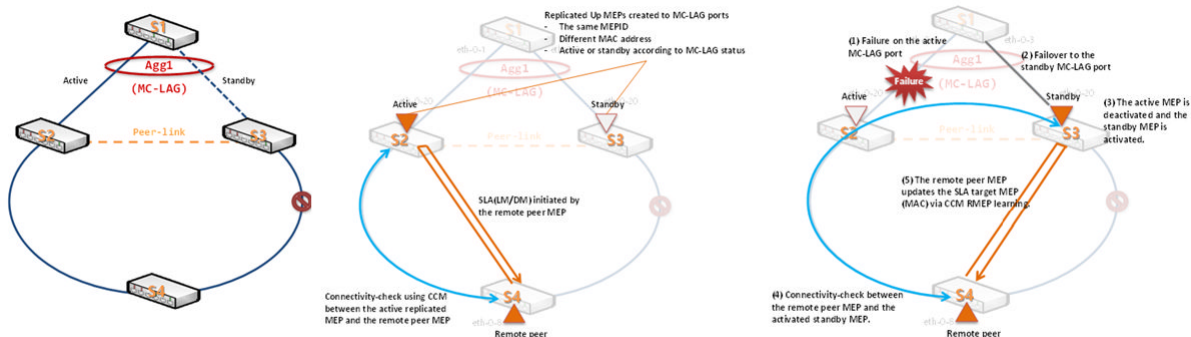 S1
Agg1
(MC-LAG)
Active
Standby
S2
Peer-link
S3
S4
Replicated Up MEPs created to MC-LAG ports
- The same MEPID
- Different MAC address
- Active or standby according to MC-LAG status
S1
Agg1
(MC-LAG)
Active
Standby
S2
Peer-link
S3
SLA(LM/DM) initiated by
the remote peer MEP
Connectivity-check using CCM
between the active replicated
MEP and the remote peer MEP
S4
Remote peer
(1) Failure on the active
MC-LAG port
S1
eth-0-3
(2) Failover to the
standby MC-LAG port
Agg1
(MC-LAG)
Failure
Active
Standby
(3) The active MEP is
deactivated and the
standby MEP is
activated.
S2
Peer-link
S3
(5) The remote peer MEP
updates the SLA target MEP
(MAC) via CCM RMEP learning.
(4) Connectivity-check between
the remote peer MEP and the
activated standby MEP.
S4
Remote peer